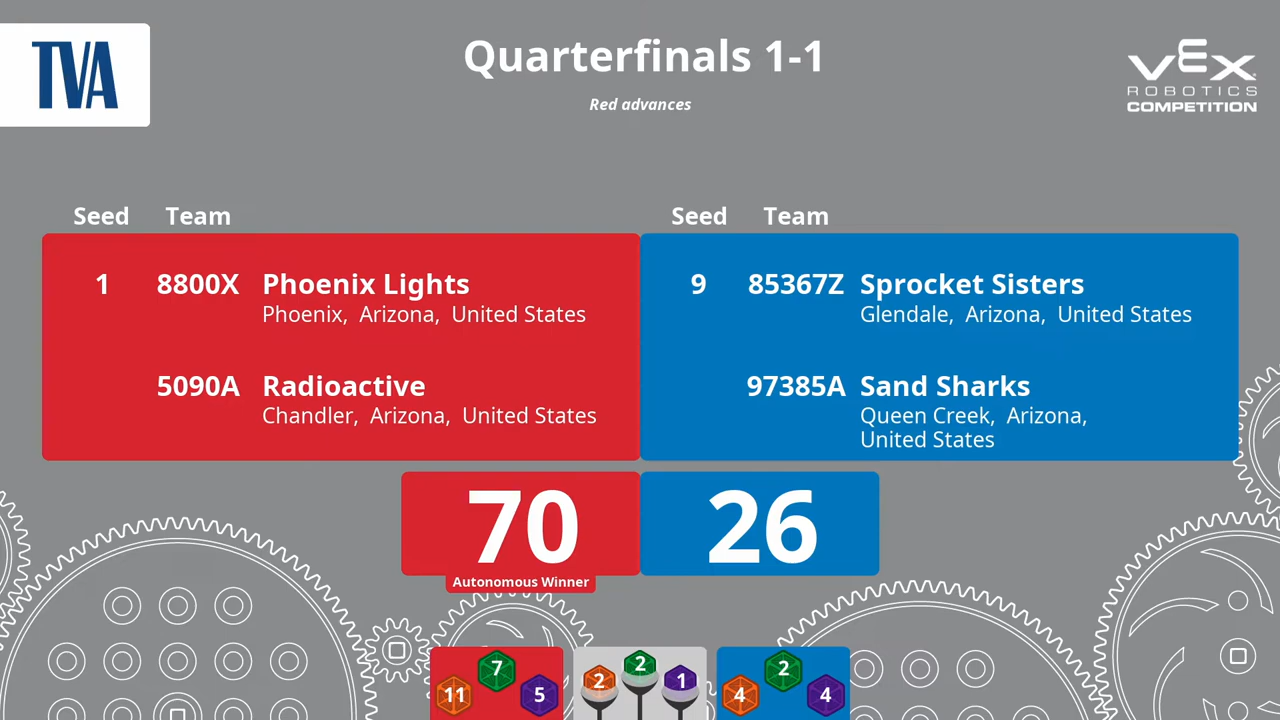 TVA
Quarterfinals 1-1
Red advances
VEX
ROBOTICS
COMPETITION
Seed Team
Seed Team
1 8800X Phoenix Lights
Phoenix, Arizona, United States
5090A Radioactive
Chandler, Arizona, United States
9 85367Z Sprocket Sisters
Glendale, Arizona, United States
97385A Sand Sharks
Queen Creek, Arizona,
United States
70
26
Autonomous Winner
11 7 5
2 2 1
4 2 4